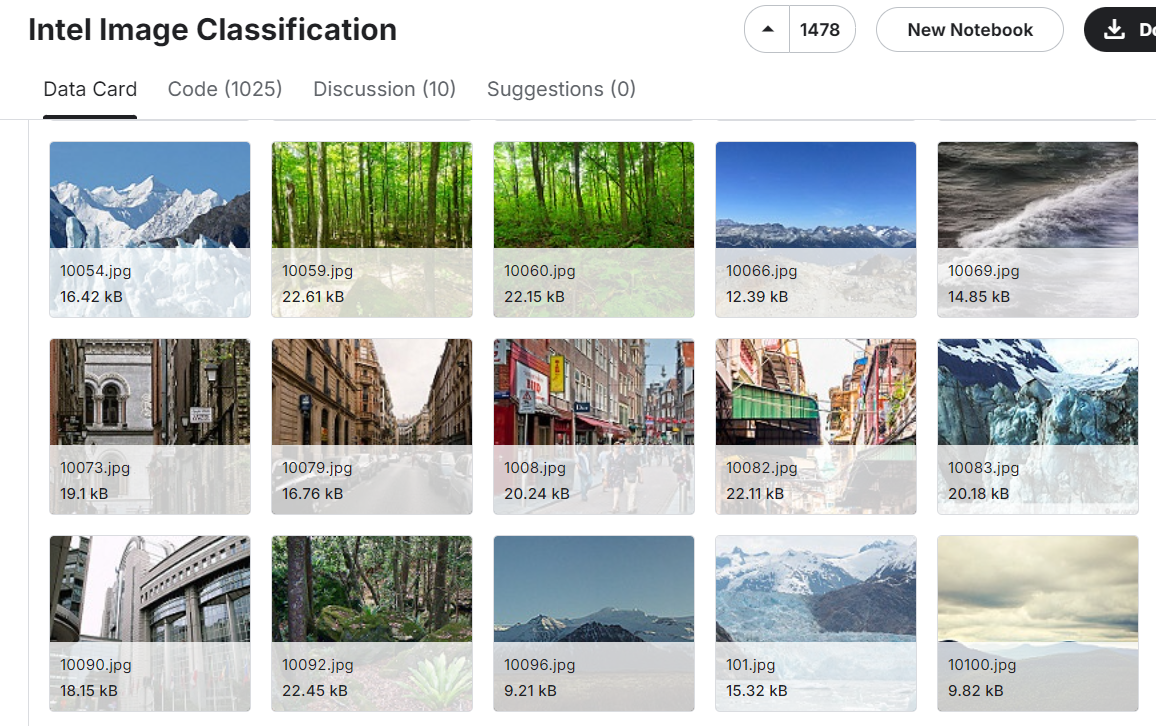 Intel Image Classification
1478
New Notebook
Do
Data Card
Code (1025)
Discussion (10)
Suggestions (0)
10054.jpg
16.42 kB
10059.jpg
22.61 kB
10060.jpg
22.15 kB
10066.jpg
12.39 kB
10069.jpg
14.85 kB
10073.jpg
19.1 kB
10079.jpg
16.76 kB
1008.jpg
20.24 kB
10082.jpg
22.11 kB
10083.jpg
20.18 kB
10090.jpg
18.15 kB
10092.jpg
22.45 kB
10096.jpg
9.21 kB
101.jpg
15.32 kB
10100.jpg
9.82 kB